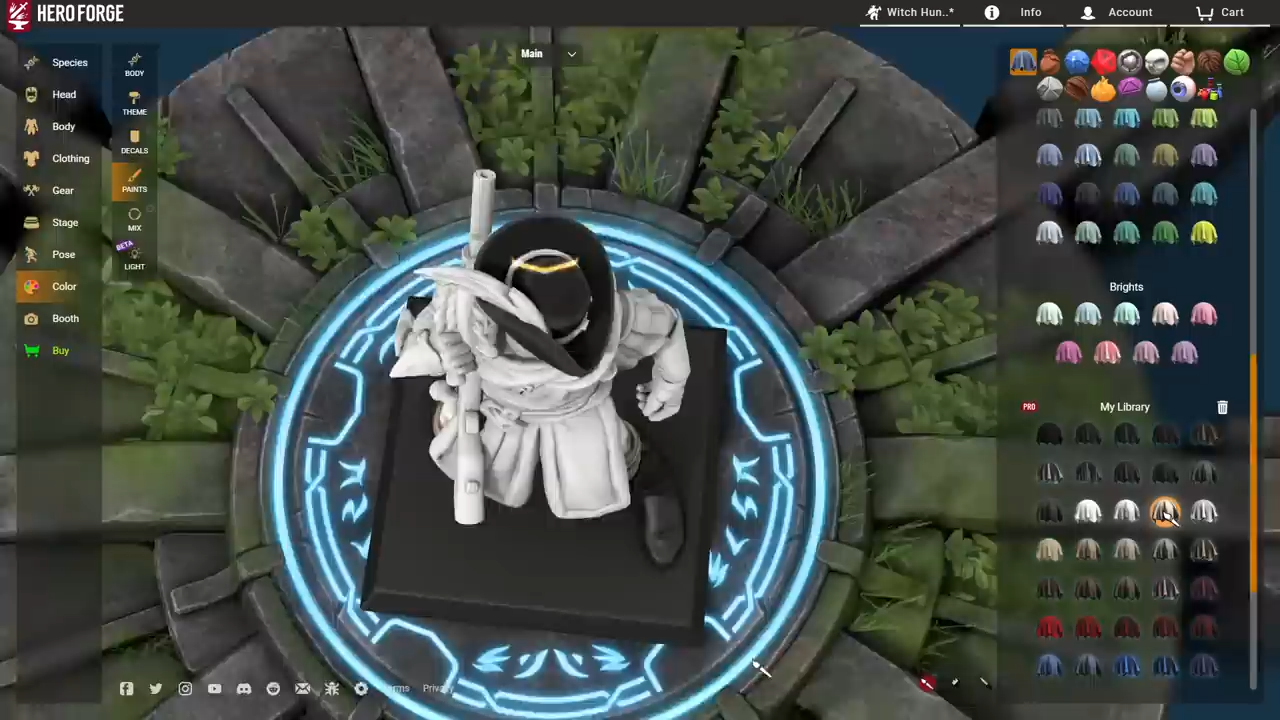 HERO FORGE
Witch Hun..*
Info
Account
Cart
Main
Species
Head
Body
Clothing
Gear
Stage
Pose
Color
Booth
Buy
BODY
THEME
DECALS
PAINTS
MIX
BETA
LIGHT
Brights
PRO
My Library
rms
Privacy